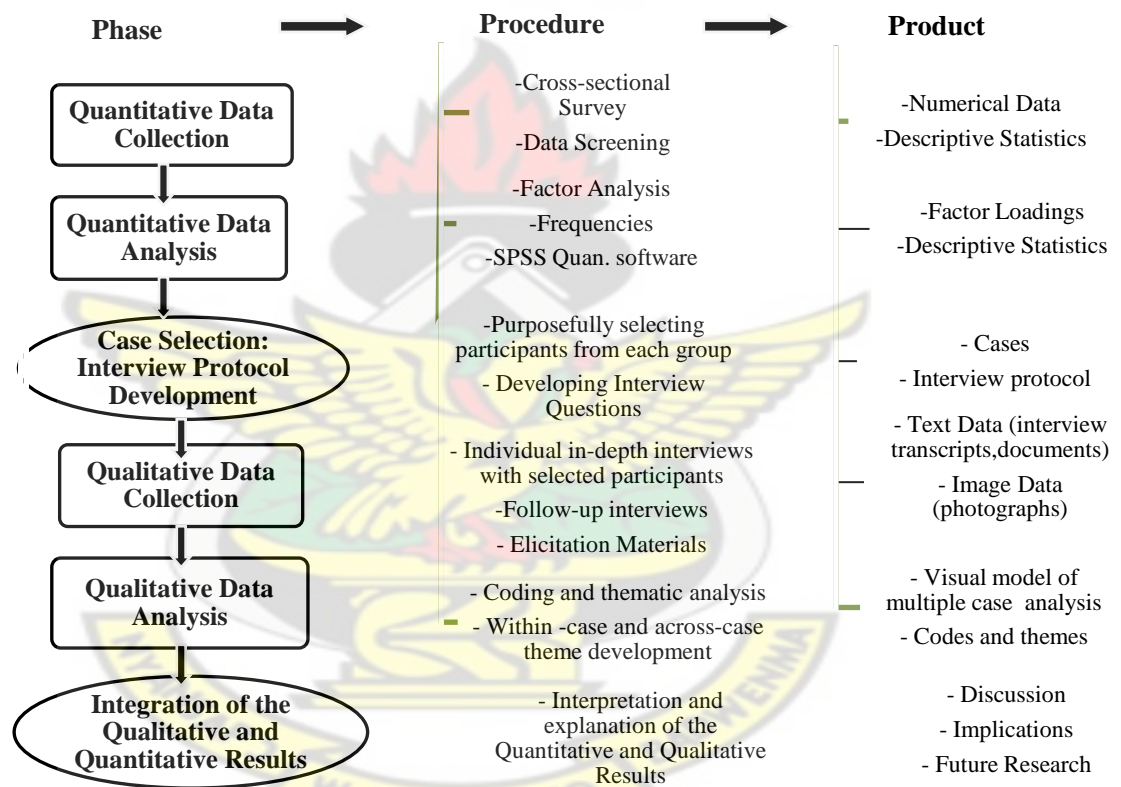 Phase
Procedure
Product
Quantitative Data
Collection
-Cross-sectional
Survey
-Data Screening
-Numerical Data
-Descriptive Statistics
Quantitative Data
Analysis
-Factor Analysis
-Frequencies
-SPSS Quan. software
-Factor Loadings
-Descriptive Statistics
Case Selection:
Interview Protocol
Development
-Purposefully selecting
participants from each group
- Developing Interview
Questions
- Cases
- Interview protocol
Qualitative Data
Collection
- Individual in-depth interviews
with selected participants
-Follow-up interviews
- Elicitation Materials
- Text Data (interview
transcripts,documents)
- Image Data
(photographs)
Qualitative Data
Analysis
- Coding and thematic analysis
- Within -case and across-case
theme development
- Visual model of
multiple case analysis
- Codes and themes
Integration of the
Qualitative and
Quantitative Results
- Interpretation and
explanation of the
Quantitative and Qualitative
Results
- Discussion
- Implications
- Future Research